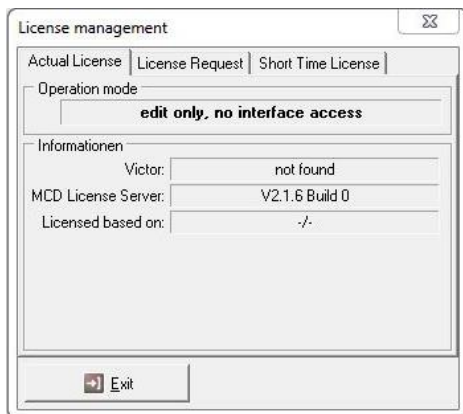 License management
Actual License License Request Short Time License
Operation mode
edit only, no interface access
Informationen
Victor: not found
MCD License Server: V2.1.6 Build 0
Licensed based on: -/-
Exit